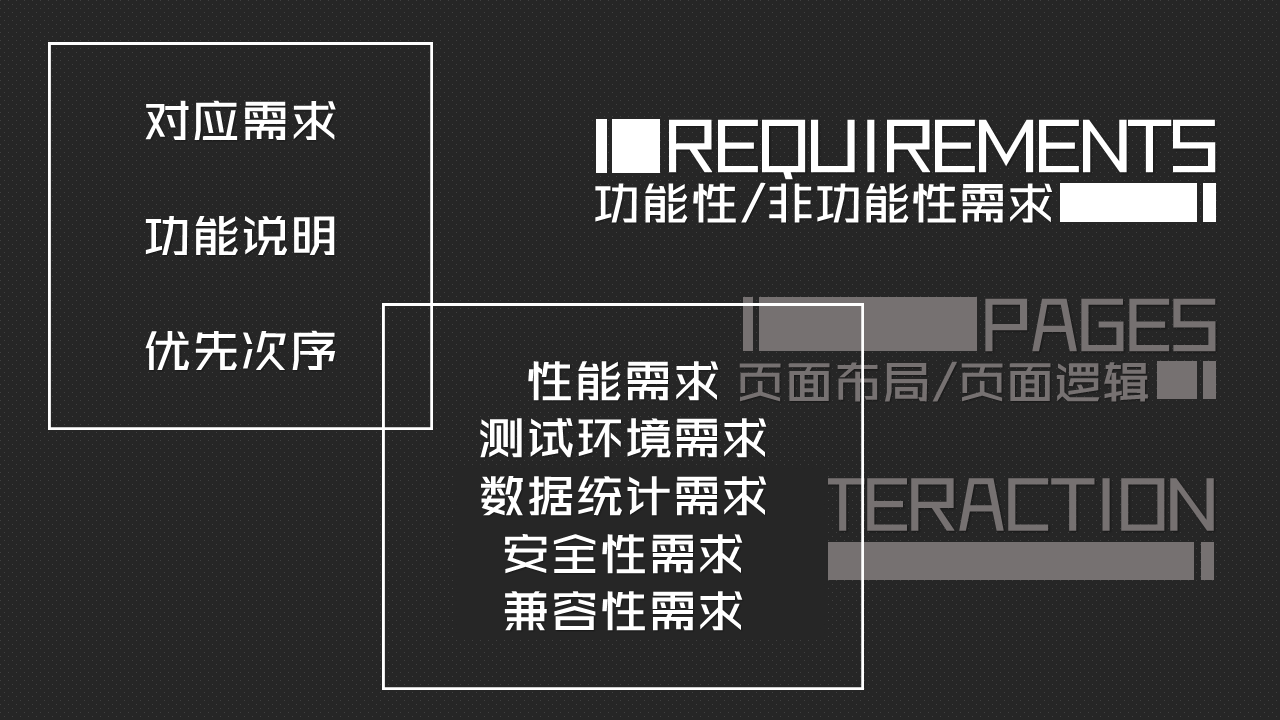 对应需求
功能说明
优先次序
REQUIREMENTS
功能性/非功能性需求
PAGES
页面布局/页面逻辑
性能需求
测试环境需求
数据统计需求
安全性需求
兼容性需求
TERACTION